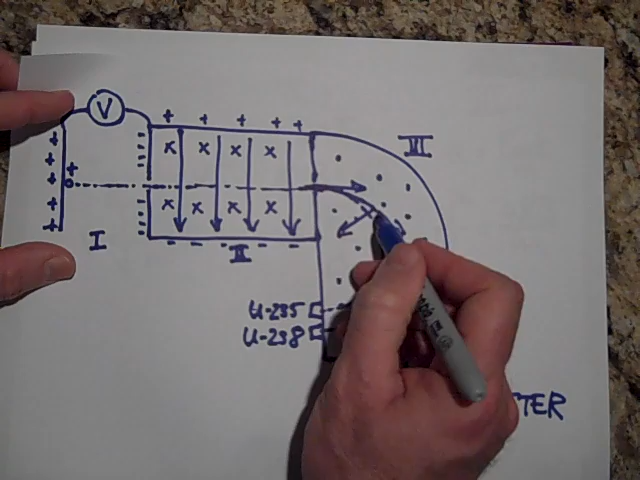 V
+ + + + +
+ + + + + +
x x x x
III
x x x x
I
II
U-235
U-238
TER